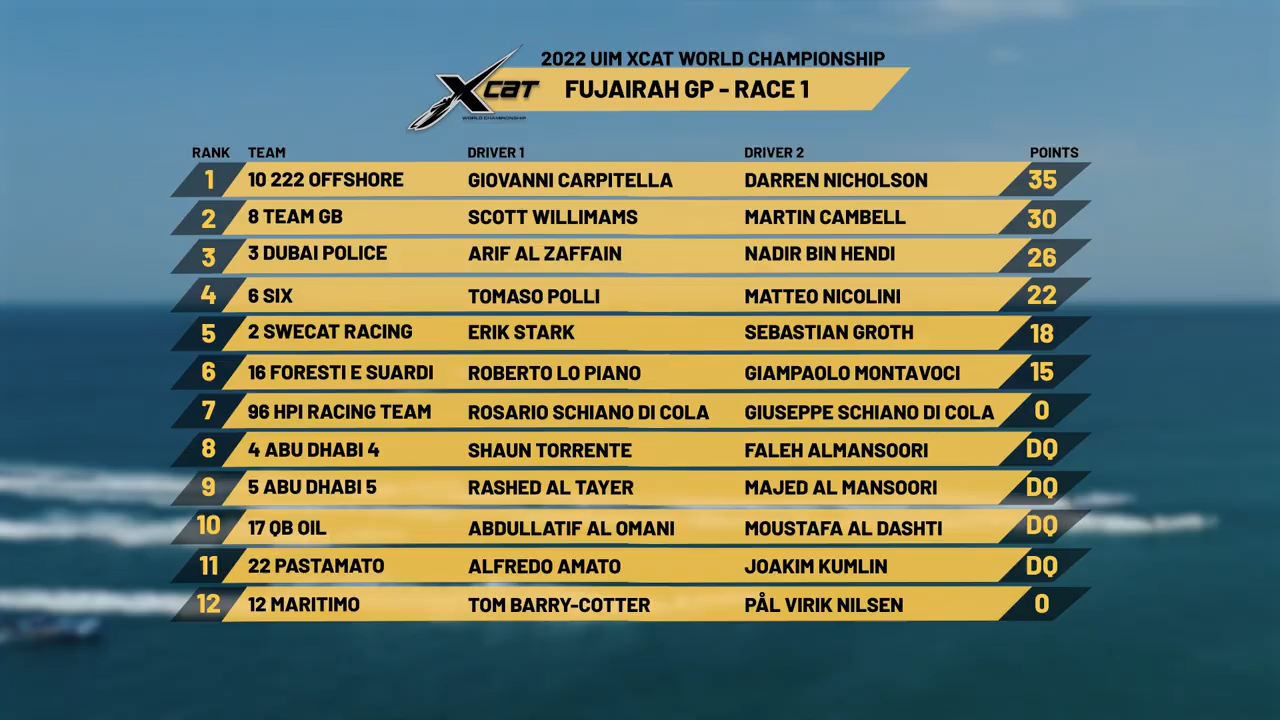 2022 UIM XCAT WORLD CHAMPIONSHIP
XCAT
WORLD CHAMPIONSHIP
FUJAIRAH GP - RACE 1
RANK TEAM DRIVER 1 DRIVER 2 POINTS
1 10 222 OFFSHORE GIOVANNI CARPITELLA DARREN NICHOLSON 35
2 8 TEAM GB SCOTT WILLIMAMS MARTIN CAMBELL 30
3 3 DUBAI POLICE ARIF AL ZAFFAIN NADIR BIN HENDI 26
4 6 SIX TOMASO POLLI MATTEO NICOLINI 22
5 2 SWECAT RACING ERIK STARK SEBASTIAN GROTH 18
6 16 FORESTI E SUARDI ROBERTO LO PIANO GIAMPAOLO MONTAVOCI 15
7 96 HPI RACING TEAM ROSARIO SCHIANO DI COLA GIUSEPPE SCHIANO DI COLA 0
8 4 ABU DHABI 4 SHAUN TORRENTE FALEH ALMANSOORI DQ
9 5 ABU DHABI 5 RASHED AL TAYER MAJED AL MANSOORI DQ
10 17 QB OIL ABDULLATIF AL OMANI MOUSTAFA AL DASHTI DQ
11 22 PASTAMATO ALFREDO AMATO JOAKIM KUMLIN DQ
12 12 MARITIMO TOM BARRY-COTTER PÅL VIRIK NILSEN 0